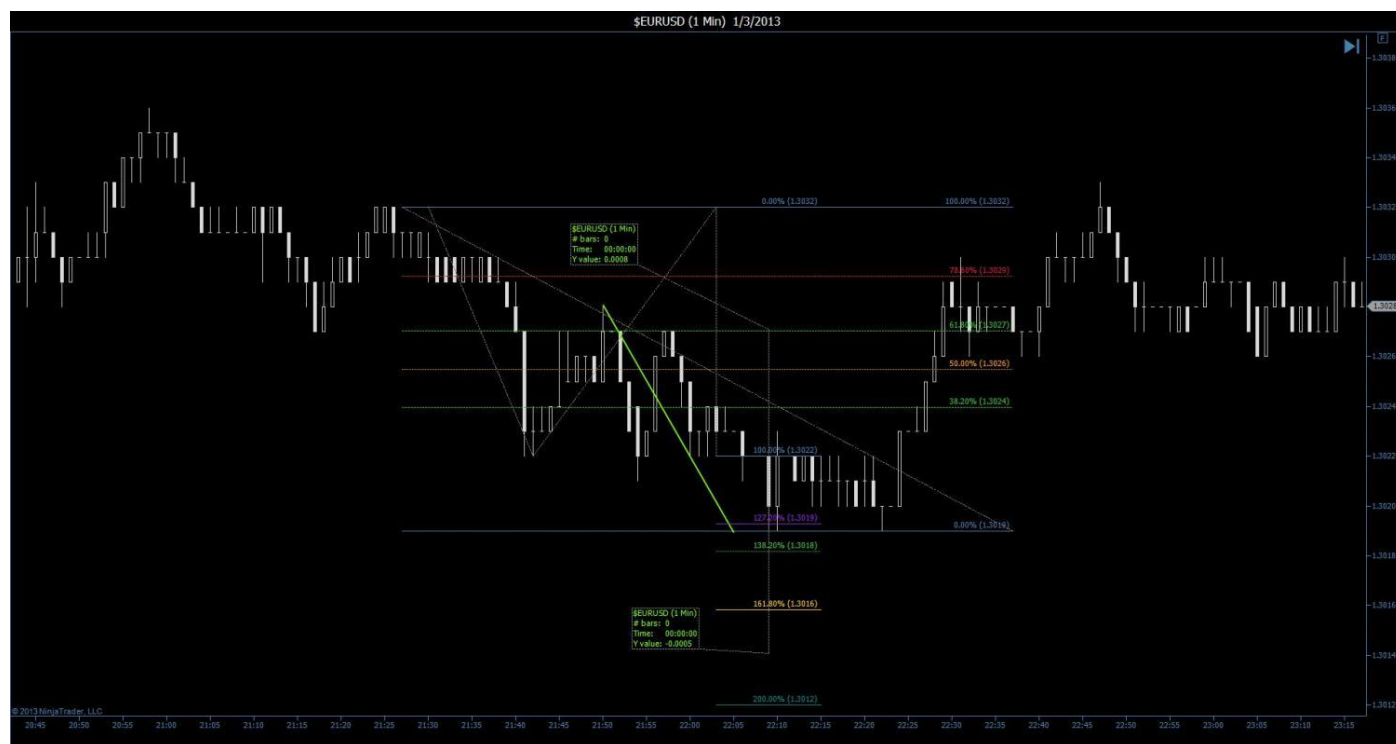 $EURUSD (1 Min) 1/3/2013
F
1.3038
1.3036
1.3034
0.00% (1.3032)
100.00% (1.3032)
1.3032
$EURUSD (1 Min)
# bars: 0
Time: 00:00:00
Y value: 0.0008
1.3030
78.60% (1.3029)
1.3028
61.80% (1.3027)
50.00% (1.3026)
1.3026
38.20% (1.3024)
1.3024
100.00% (1.3022)
1.3022
1.3020
127.20% (1.3019)
0.00% (1.3019)
138.20% (1.3018)
1.3018
161.80% (1.3016)
1.3016
$EURUSD (1 Min)
# bars: 0
Time: 00:00:00
Y value: -0.0005
1.3014
200.00% (1.3012)
1.3012
© 2013 NinjaTrader, LLC
20:45 20:50 20:55 21:00 21:05 21:10 21:15 21:20 21:25 21:30 21:35 21:40 21:45 21:50 21:55 22:00 22:05 22:10 22:15 22:20 22:25 22:30 22:35 22:40 22:45 22:50 22:55 23:00 23:05 23:10 23:15